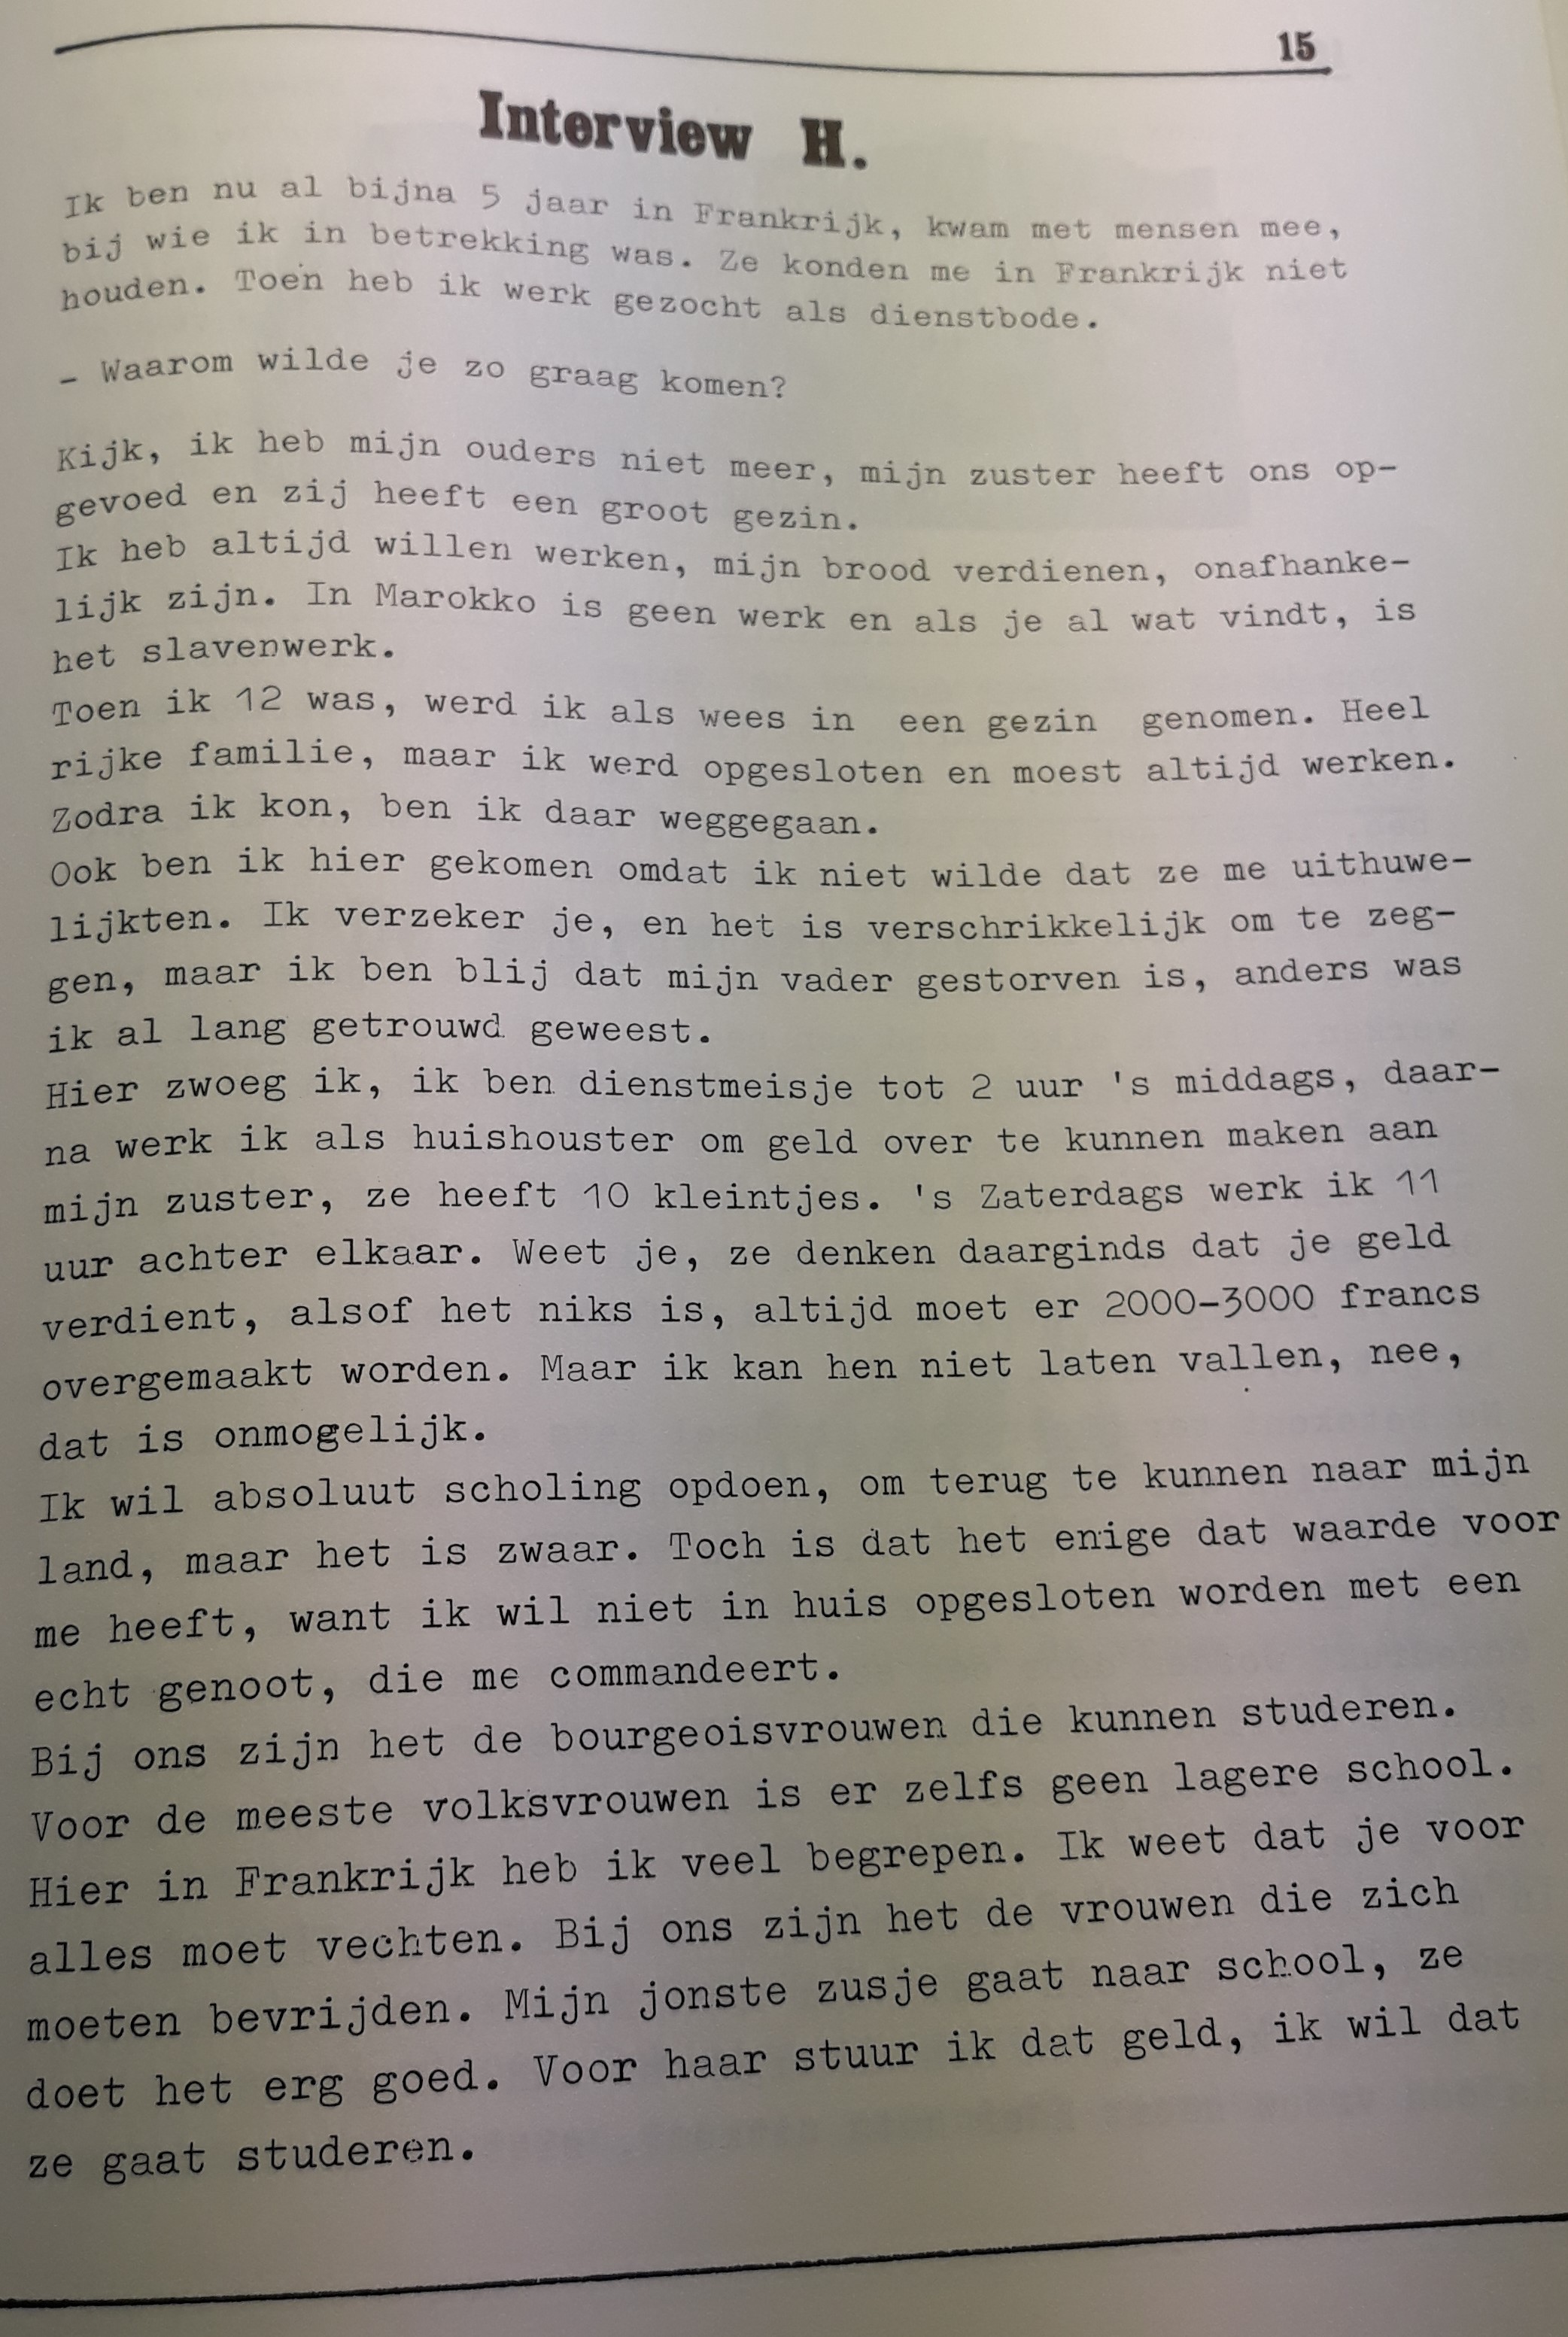 15
Interview H.
Ik ben nu al bijna 5 jaar in Frankrijk, kwam met mensen mee,
bij wie ik in betrekking was. Ze konden me in Frankrijk niet
houden. Toen heb ik werk gezocht als dienstbode.
- Waarom wilde je zo graag komen?
Kijk, ik heb mijn ouders niet meer, mijn zuster heeft ons op-
gevoed en zij heeft een groot gezin.
Ik heb altijd willen werken, mijn brood verdienen, onafhanke-
lijk zijn. In Marokko is geen werk en als je al wat vindt, is
het slavenwerk.
Toen ik 12 was, werd ik als wees in een gezin genomen. Heel
rijke familie, maar ik werd opgesloten en moest altijd werken.
Zodra ik kon, ben ik daar weggegaan.
Ook ben ik hier gekomen omdat ik niet wilde dat ze me uithuwe-
lijkten. Ik verzeker je, en het is verschrikkelijk om te zeg-
gen, maar ik ben blij dat mijn vader gestorven is, anders was
ik al lang getrouwd geweest.
Hier zwoeg ik, ik ben dienstmeisje tot 2 uur 's middags, daar-
na werk ik als huishouster om geld over te kunnen maken aan
mijn zuster, ze heeft 10 kleintjes. 's Zaterdags werk ik 11
uur achter elkaar. Weet je, ze denken daarginds dat je geld
verdient, alsof het niks is, altijd moet er 2000-3000 francs
overgemaakt worden. Maar ik kan hen niet laten vallen, nee,
dat is onmogelijk.
Ik wil absoluut scholing opdoen, om terug te kunnen naar mijn
land, maar het is zwaar. Toch is dat het enige dat waarde voor
me heeft, want ik wil niet in huis opgesloten worden met een
echt genoot, die me commandeert.
Bij ons zijn het de bourgeoisvrouwen die kunnen studeren.
Voor de meeste volksvrouwen is er zelfs geen lagere school.
Hier in Frankrijk heb ik veel begrepen. Ik weet dat je voor
alles moet vechten. Bij ons zijn het de vrouwen die zich
moeten bevrijden. Mijn jonste zusje gaat naar school, ze
doet het erg goed. Voor haar stuur ik dat geld, ik wil dat
ze gaat studeren.